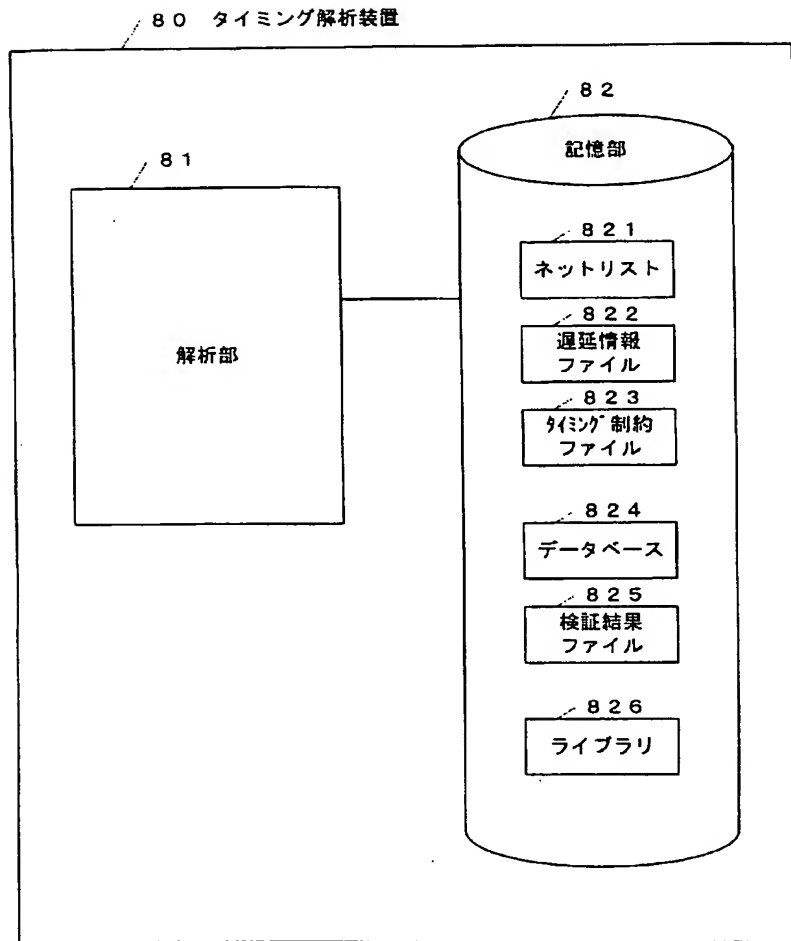 ８０　タイミング解析装置
８２
記憶部
８１
解析部
８２１
ネットリスト
８２２
遅延情報
ファイル
８２３
ﾀｲﾐﾝｸﾞ制約
ファイル
８２４
データベース
８２５
検証結果
ファイル
８２６
ライブラリ